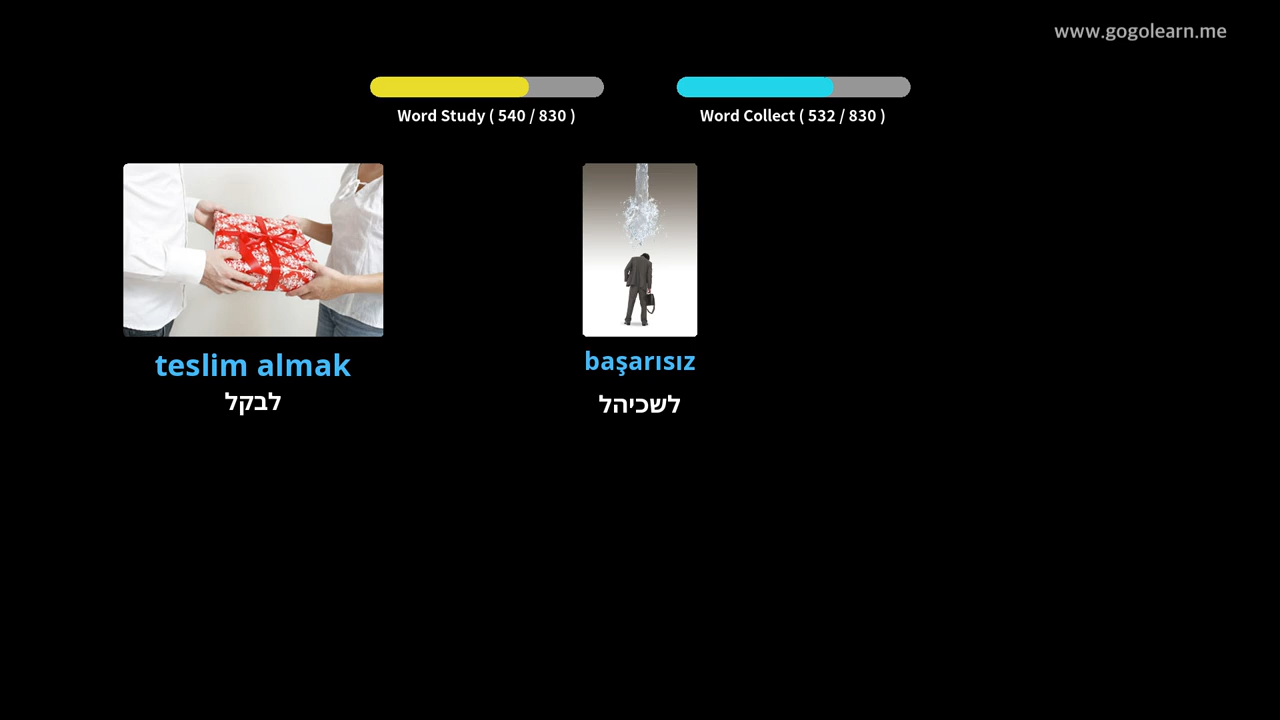 www.gogolearn.me
Word Study ( 540 / 830 )
Word Collect ( 532 / 830 )
teslim almak
לבקל
başarısız
לשכיהל